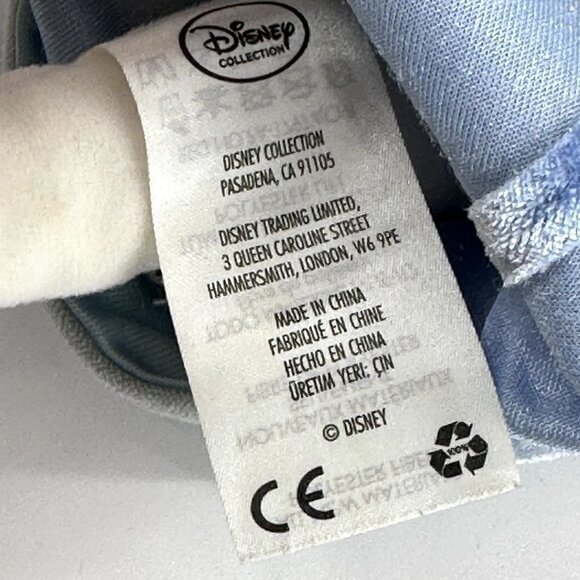 Disney
COLLECTION
DISNEY COLLECTION
PASADENA, CA 91105
DISNEY TRADING LIMITED,
3 QUEEN CAROLINE STREET
HAMMERSMITH, LONDON, W6 9PE
MADE IN CHINA
FABRIQUÉ EN CHINE
HECHO EN CHINA
ÜRETIM YERI: ÇIN
© DISNEY
100%
CE